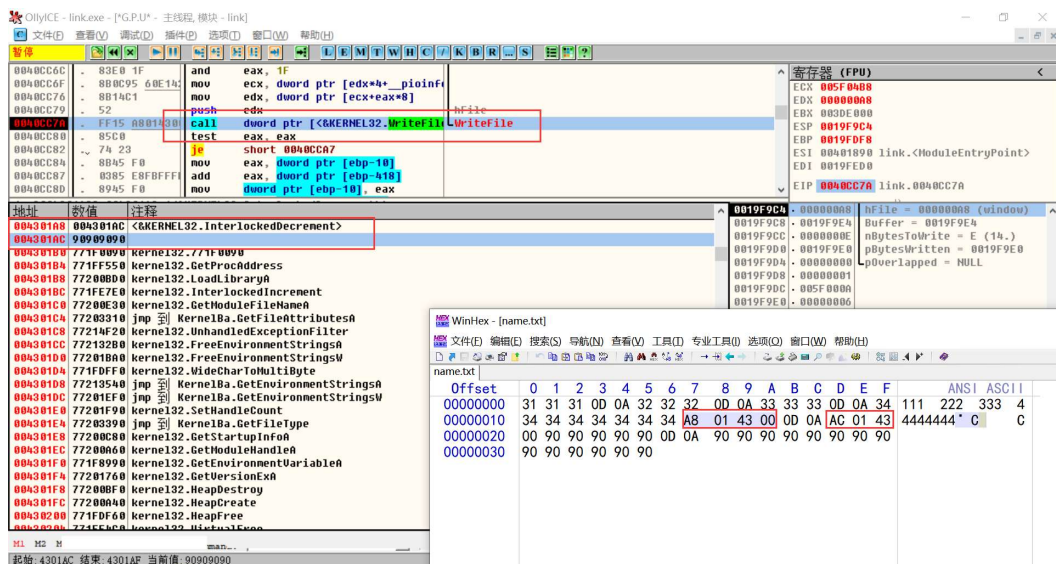 OllyICE - link.exe - [*G.P.U* - 主线程, 模块 - link]
文件(F) 查看(V) 调试(D) 插件(P) 选项(T) 窗口(W) 帮助(H)
暂停
L E M T W H C / K B R ... S
0040CC6C . 83E0 1F and eax, 1F
0040CC6F . 8B0C95 60E14 mov ecx, dword ptr [edx*4+__pioinf
0040CC76 . 8B14C1 mov edx, dword ptr [ecx+eax*8]
0040CC79 . 52 push edx hFile
0040CC7A . FF15 A8014300 call dword ptr [<&KERNEL32.WriteFile WriteFile
0040CC80 . 85C0 test eax, eax
0040CC82 . 74 23 je short 0040CCA7
0040CC84 . 8B45 F0 mov eax, dword ptr [ebp-10]
0040CC87 . 0385 E8FBFFF add eax, dword ptr [ebp-418]
0040CC8D . 8945 F0 mov dword ptr [ebp-10], eax
寄存器 (FPU)
ECX 005F04B8
EDX 000000A8
EBX 003DE000
ESP 0019F9C4
EBP 0019FDF8
ESI 00401890 link.<ModuleEntryPoint>
EDI 0019FED0
EIP 0040CC7A link.0040CC7A
地址 数值 注释
004301A8 004301AC <&KERNEL32.InterlockedDecrement>
004301AC 90909090
004301B0 771F0090 kernel32.771F0090
004301B4 771FF550 kernel32.GetProcAddress
004301B8 77200BD0 kernel32.LoadLibraryA
004301BC 771FE7E0 kernel32.InterlockedIncrement
004301C0 77200E30 kernel32.GetModuleFileNameA
004301C4 77203310 jmp 到 KernelBa.GetFileAttributesA
004301C8 77214F20 kernel32.UnhandledExceptionFilter
004301CC 772132B0 kernel32.FreeEnvironmentStringsA
004301D0 77201BA0 kernel32.FreeEnvironmentStringsW
004301D4 771FDFF0 kernel32.WideCharToMultiByte
004301D8 77213540 jmp 到 KernelBa.GetEnvironmentStringsA
004301DC 77201EF0 jmp 到 KernelBa.GetEnvironmentStringsW
004301E0 77201F90 kernel32.SetHandleCount
004301E4 77203390 jmp 到 KernelBa.GetFileType
004301E8 77200C80 kernel32.GetStartupInfoA
004301EC 77200A60 kernel32.GetModuleHandleA
004301F0 771F8990 kernel32.GetEnvironmentVariableA
004301F4 77201760 kernel32.GetVersionExA
004301F8 77200BF0 kernel32.HeapDestroy
004301FC 77200A40 kernel32.HeapCreate
00430200 771FDF60 kernel32.HeapFree
0019F9C4 000000A8 hFile = 000000A8 (window)
0019F9C8 0019F9E4 Buffer = 0019F9E4
0019F9CC 0000000E nBytesToWrite = E (14.)
0019F9D0 0019F9E0 pBytesWritten = 0019F9E0
0019F9D4 00000000 pOverlapped = NULL
0019F9D8 00000001
0019F9DC 005F000A
0019F9E0 00000006
WinHex - [name.txt]
文件(F) 编辑(E) 搜索(S) 导航(N) 查看(V) 工具(T) 专业工具(I) 选项(O) 窗口(W) 帮助(H)
name.txt
Offset 0 1 2 3 4 5 6 7 8 9 A B C D E F ANSI ASCII
00000000 31 31 31 0D 0A 32 32 32 0D 0A 33 33 33 0D 0A 34 111 222 333 4
00000010 34 34 34 34 34 34 34 A8 01 43 00 0D 0A AC 01 43 4444444¨ C C
00000020 00 90 90 90 90 90 0D 0A 90 90 90 90 90 90 90 90
00000030 90 90 90 90 90 90
M1 M2 M
起始: 4301AC 结束: 4301AF 当前值: 90909090